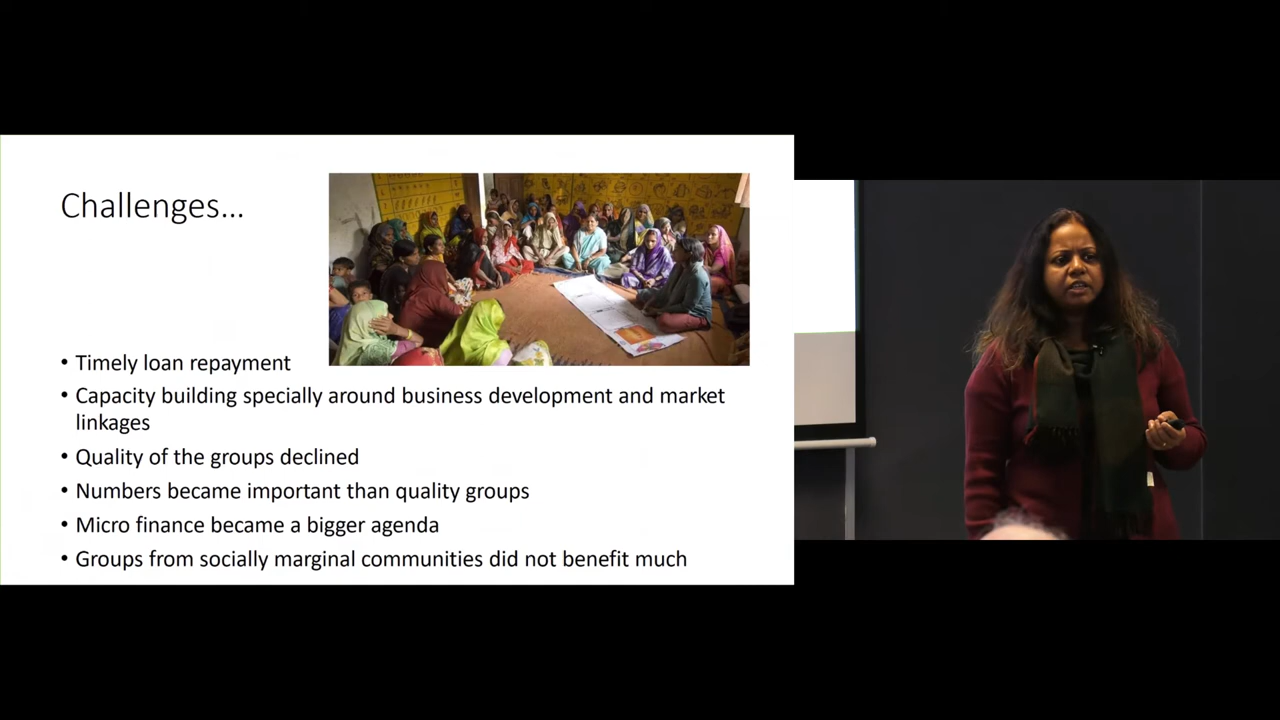 Challenges...
• Timely loan repayment
• Capacity building specially around business development and market
linkages
• Quality of the groups declined
• Numbers became important than quality groups
• Micro finance became a bigger agenda
• Groups from socially marginal communities did not benefit much